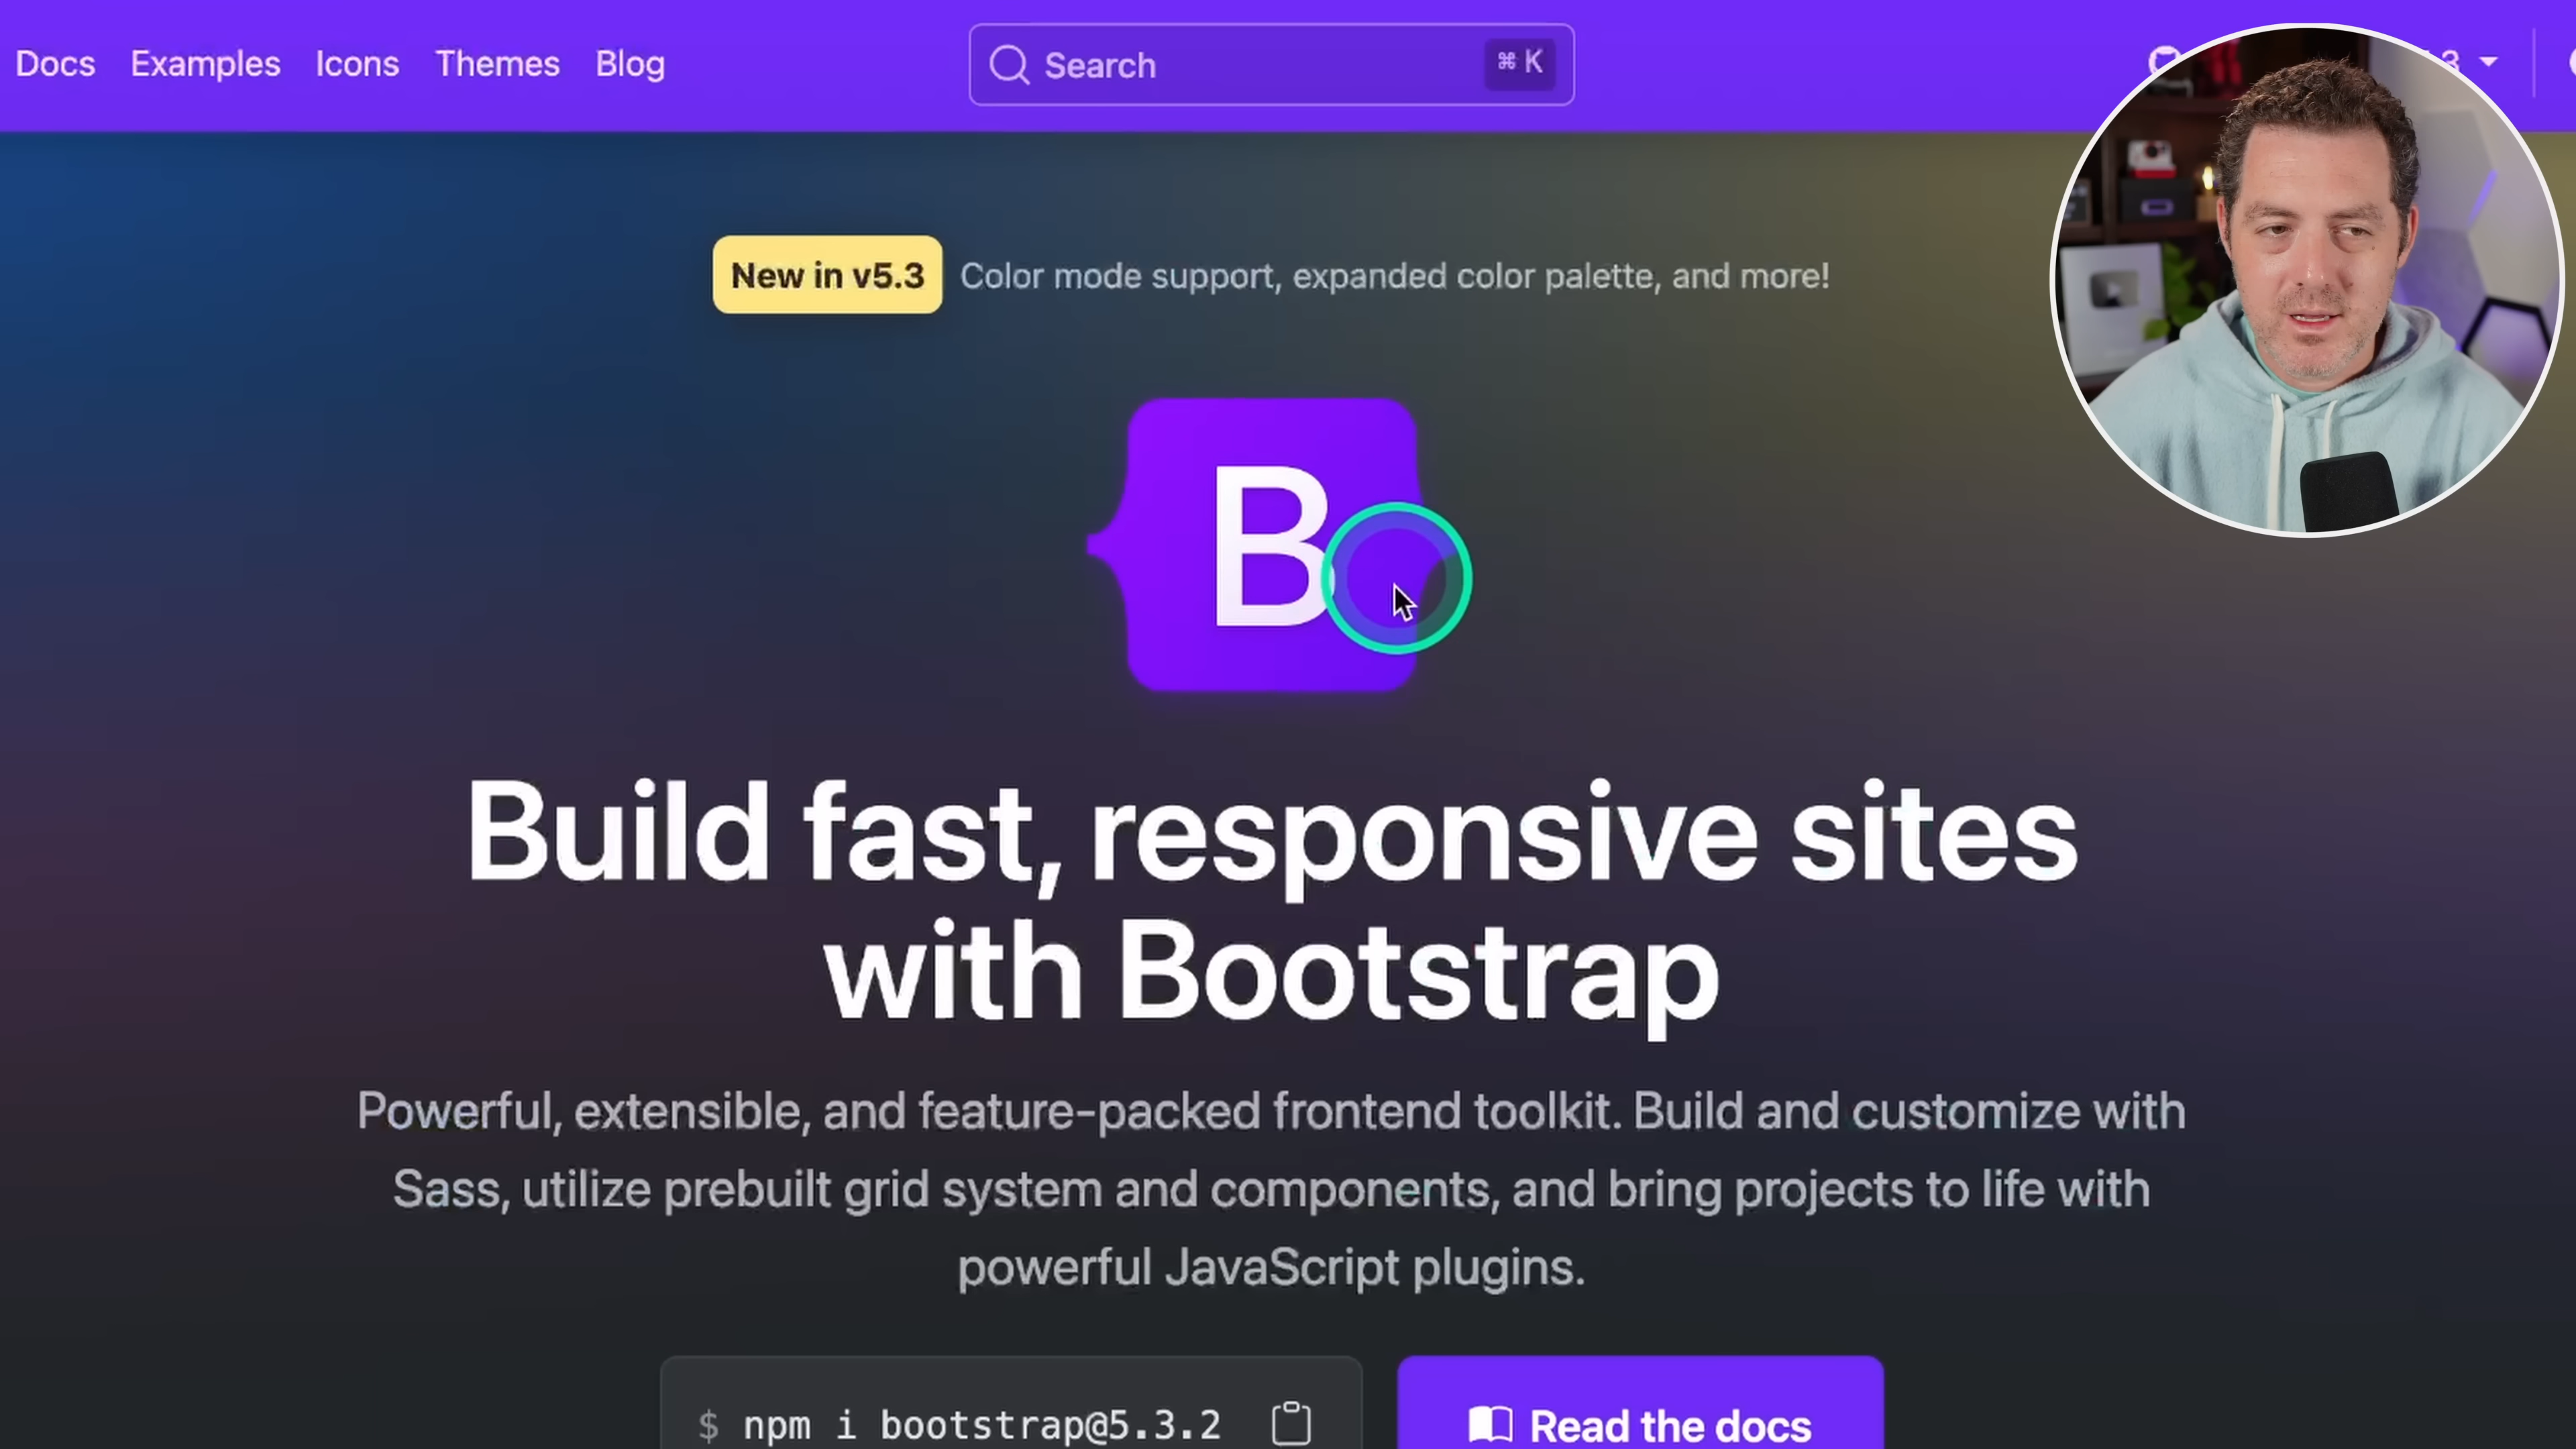 Docs Examples Icons Themes Blog
Search
⌘ K
New in v5.3 Color mode support, expanded color palette, and more!
B
Build fast, responsive sites
with Bootstrap
Powerful, extensible, and feature-packed frontend toolkit. Build and customize with
Sass, utilize prebuilt grid system and components, and bring projects to life with
powerful JavaScript plugins.
$ npm i bootstrap@5.3.2
Read the docs